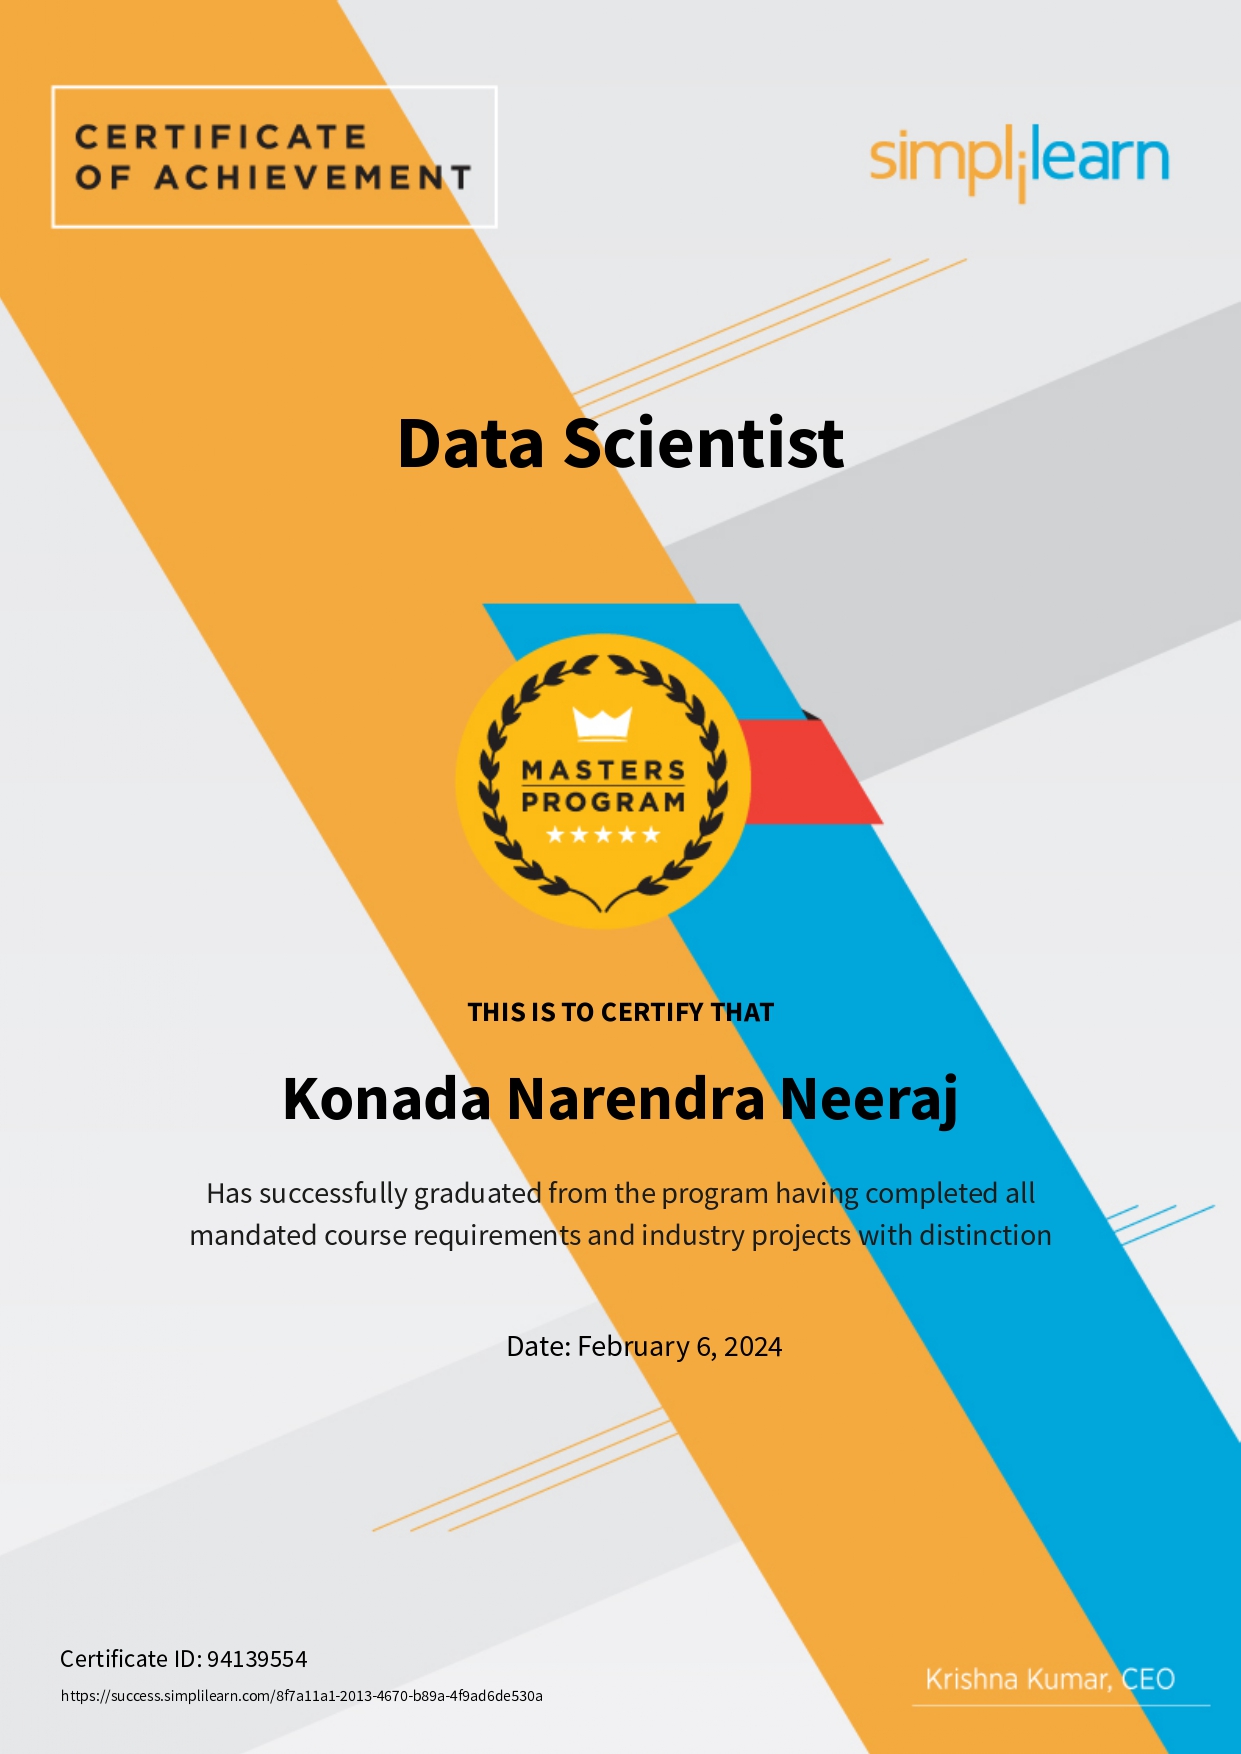 CERTIFICATE
OF ACHIEVEMENT
simplilearn
Data Scientist
MASTERS
PROGRAM
THIS IS TO CERTIFY THAT
Konada Narendra Neeraj
Has successfully graduated from the program having completed all
mandated course requirements and industry projects with distinction
Date: February 6, 2024
Certificate ID: 94139554
https://success.simplilearn.com/8f7a11a1-2013-4670-b89a-4f9ad6de530a
Krishna Kumar, CEO